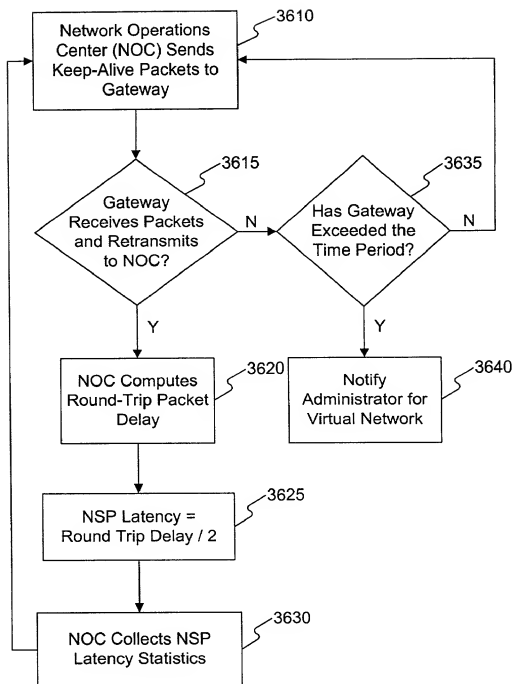 Network Operations
Center (NOC) Sends
Keep-Alive Packets to
Gateway
3610
Gateway
Receives Packets
and Retransmits
to NOC?
3615
N
Has Gateway
Exceeded the
Time Period?
3635
N
Y
Y
NOC Computes
Round-Trip Packet
Delay
3620
Notify
Administrator for
Virtual Network
3640
NSP Latency =
Round Trip Delay / 2
3625
NOC Collects NSP
Latency Statistics
3630